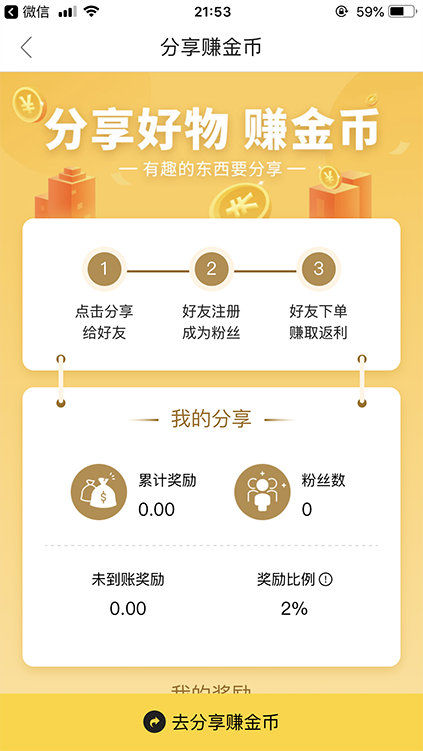 微信
21:53
59%
分享赚金币
分享好物 赚金币
有趣的东西要分享
1
2
3
点击分享
给好友
好友注册
成为粉丝
好友下单
赚取返利
我的分享
累计奖励
0.00
粉丝数
0
未到账奖励
0.00
奖励比例
2%
我的奖励
去分享赚金币